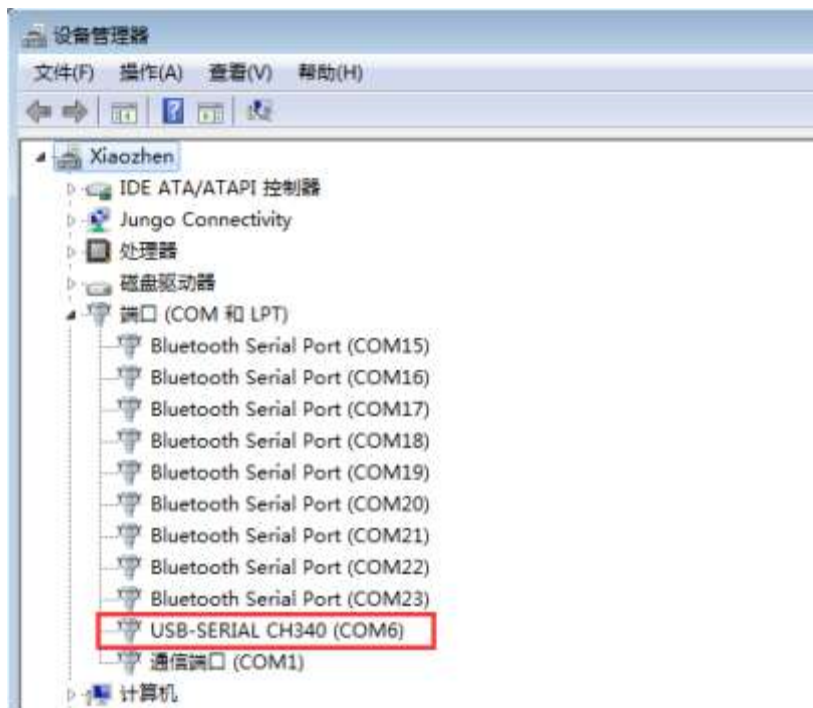 设备管理器
文件(F) 操作(A) 查看(V) 帮助(H)
Xiaozhen
IDE ATA/ATAPI 控制器
Jungo Connectivity
处理器
磁盘驱动器
端口 (COM 和 LPT)
Bluetooth Serial Port (COM15)
Bluetooth Serial Port (COM16)
Bluetooth Serial Port (COM17)
Bluetooth Serial Port (COM18)
Bluetooth Serial Port (COM19)
Bluetooth Serial Port (COM20)
Bluetooth Serial Port (COM21)
Bluetooth Serial Port (COM22)
Bluetooth Serial Port (COM23)
USB-SERIAL CH340 (COM6)
通信端口 (COM1)
计算机